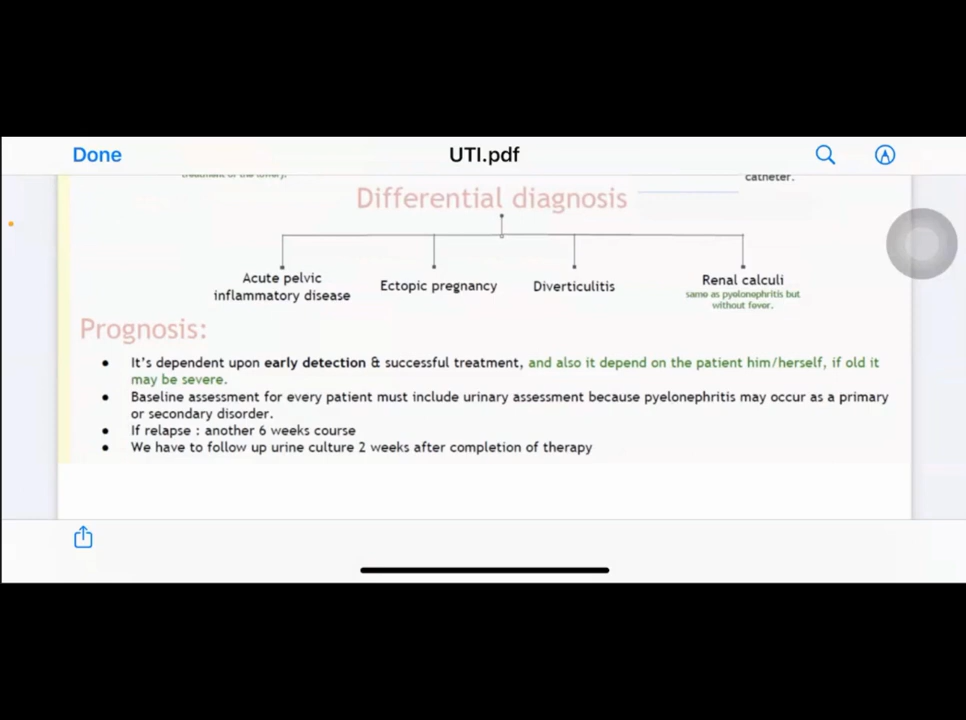 Done
UTI.pdf
catheter.
Differential diagnosis
Acute pelvic
inflammatory disease
Ectopic pregnancy
Diverticulitis
Renal calculi
same as pyelonephritis but
without fever.
Prognosis:
It's dependent upon early detection & successful treatment, and also it depend on the patient him/herself, if old it
may be severe.
Baseline assessment for every patient must include urinary assessment because pyelonephritis may occur as a primary
or secondary disorder.
If relapse : another 6 weeks course
We have to follow up urine culture 2 weeks after completion of therapy